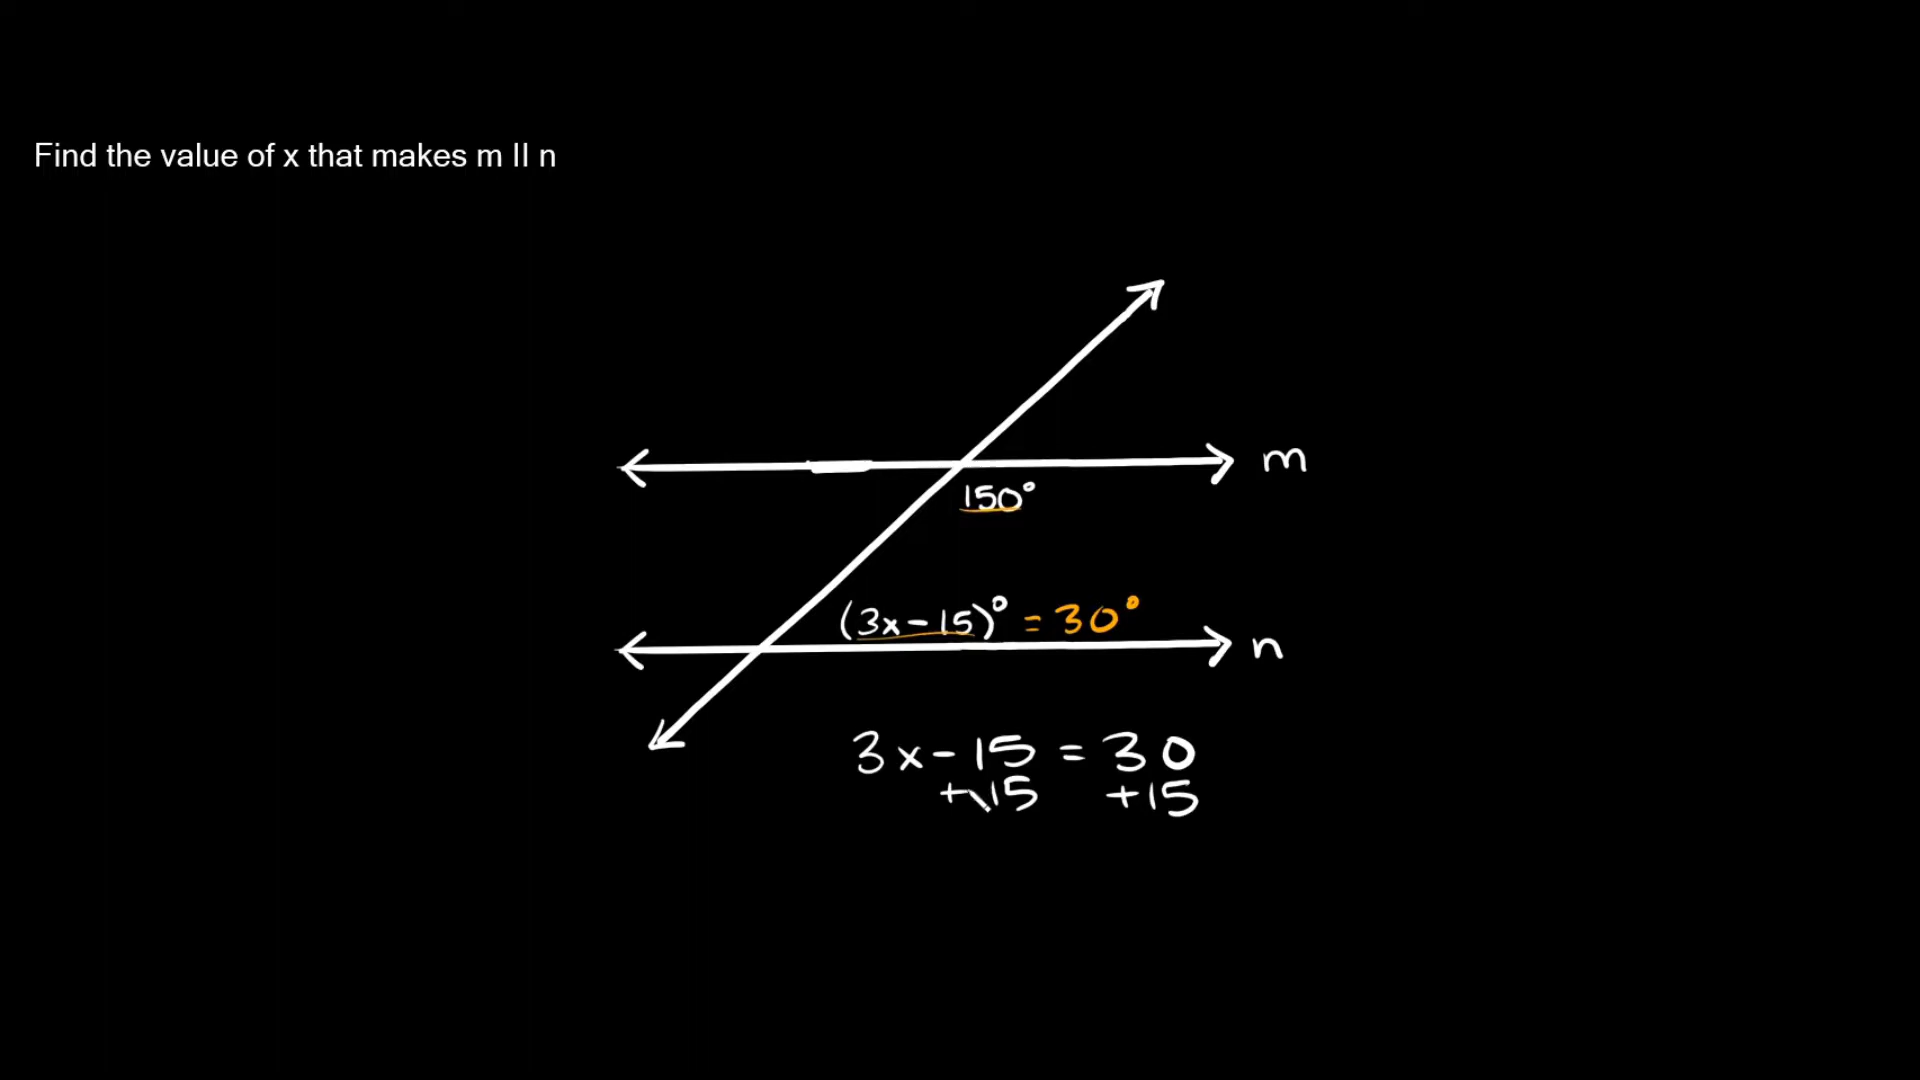 Find the value of x that makes m ll n
m
150°
(3x-15)° = 30°
n
3x-15 = 30
+15 +15